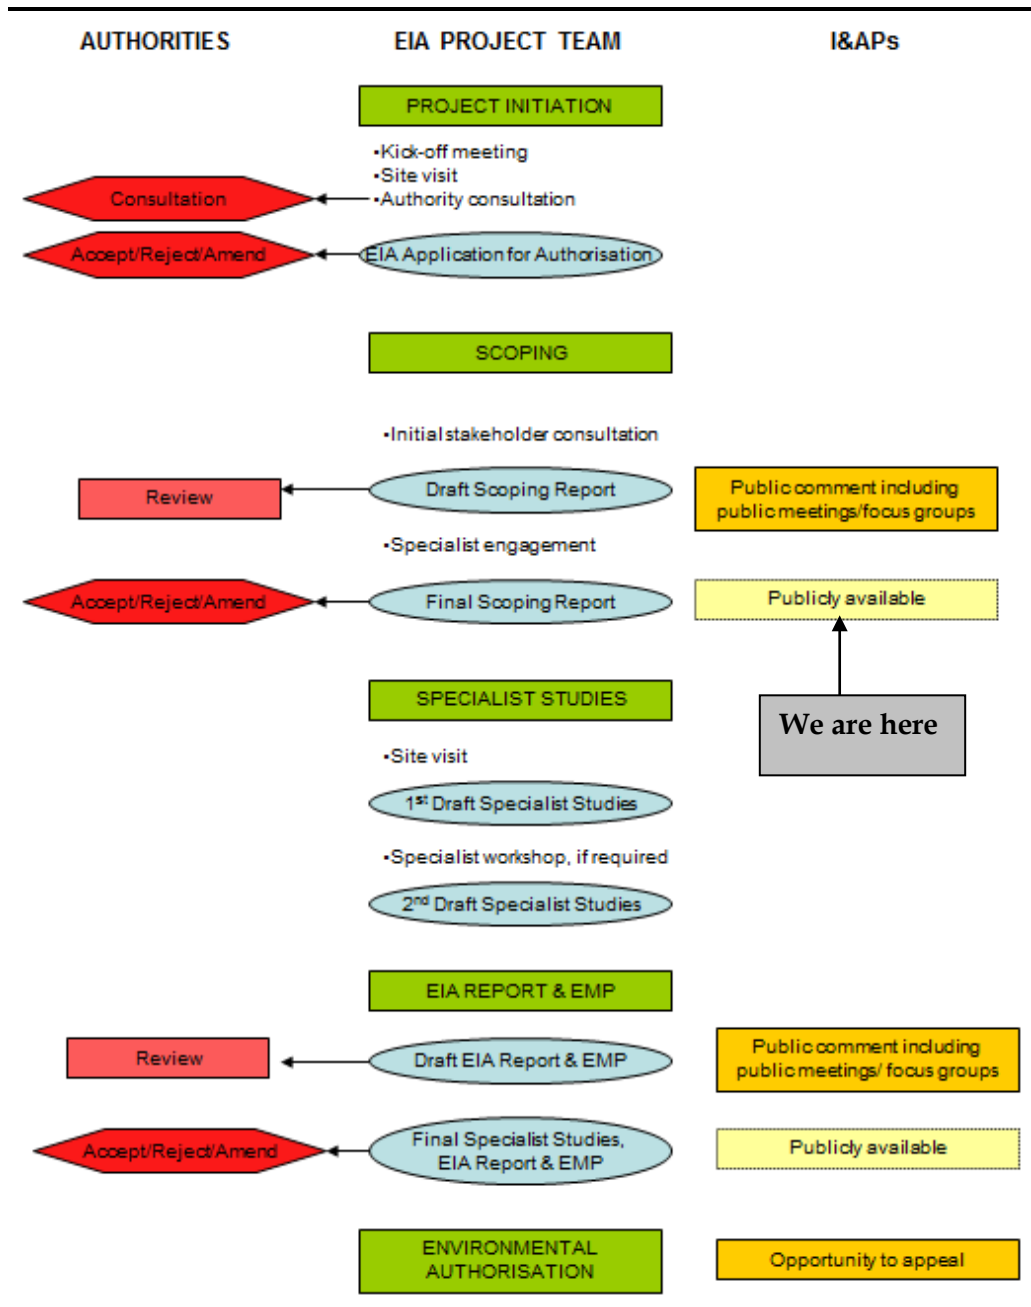 AUTHORITIES EIA PROJECT TEAM I&APs
PROJECT INITIATION
•Kick-off meeting
•Site visit
Consultation •Authority consultation
Accept/Reject/Amend EIA Application for Authorisation
SCOPING
•Initial stakeholder consultation
Review Draft Scoping Report Public comment including
public meetings/focus groups
•Specialist engagement
Accept/Reject/Amend Final Scoping Report Publicly available
SPECIALIST STUDIES
We are here
•Site visit
1st Draft Specialist Studies
•Specialist workshop, if required
2nd Draft Specialist Studies
EIA REPORT & EMP
Review Draft EIA Report & EMP Public comment including
public meetings/ focus groups
Accept/Reject/Amend Final Specialist Studies,
EIA Report & EMP
Publicly available
ENVIRONMENTAL
AUTHORISATION
Opportunity to appeal